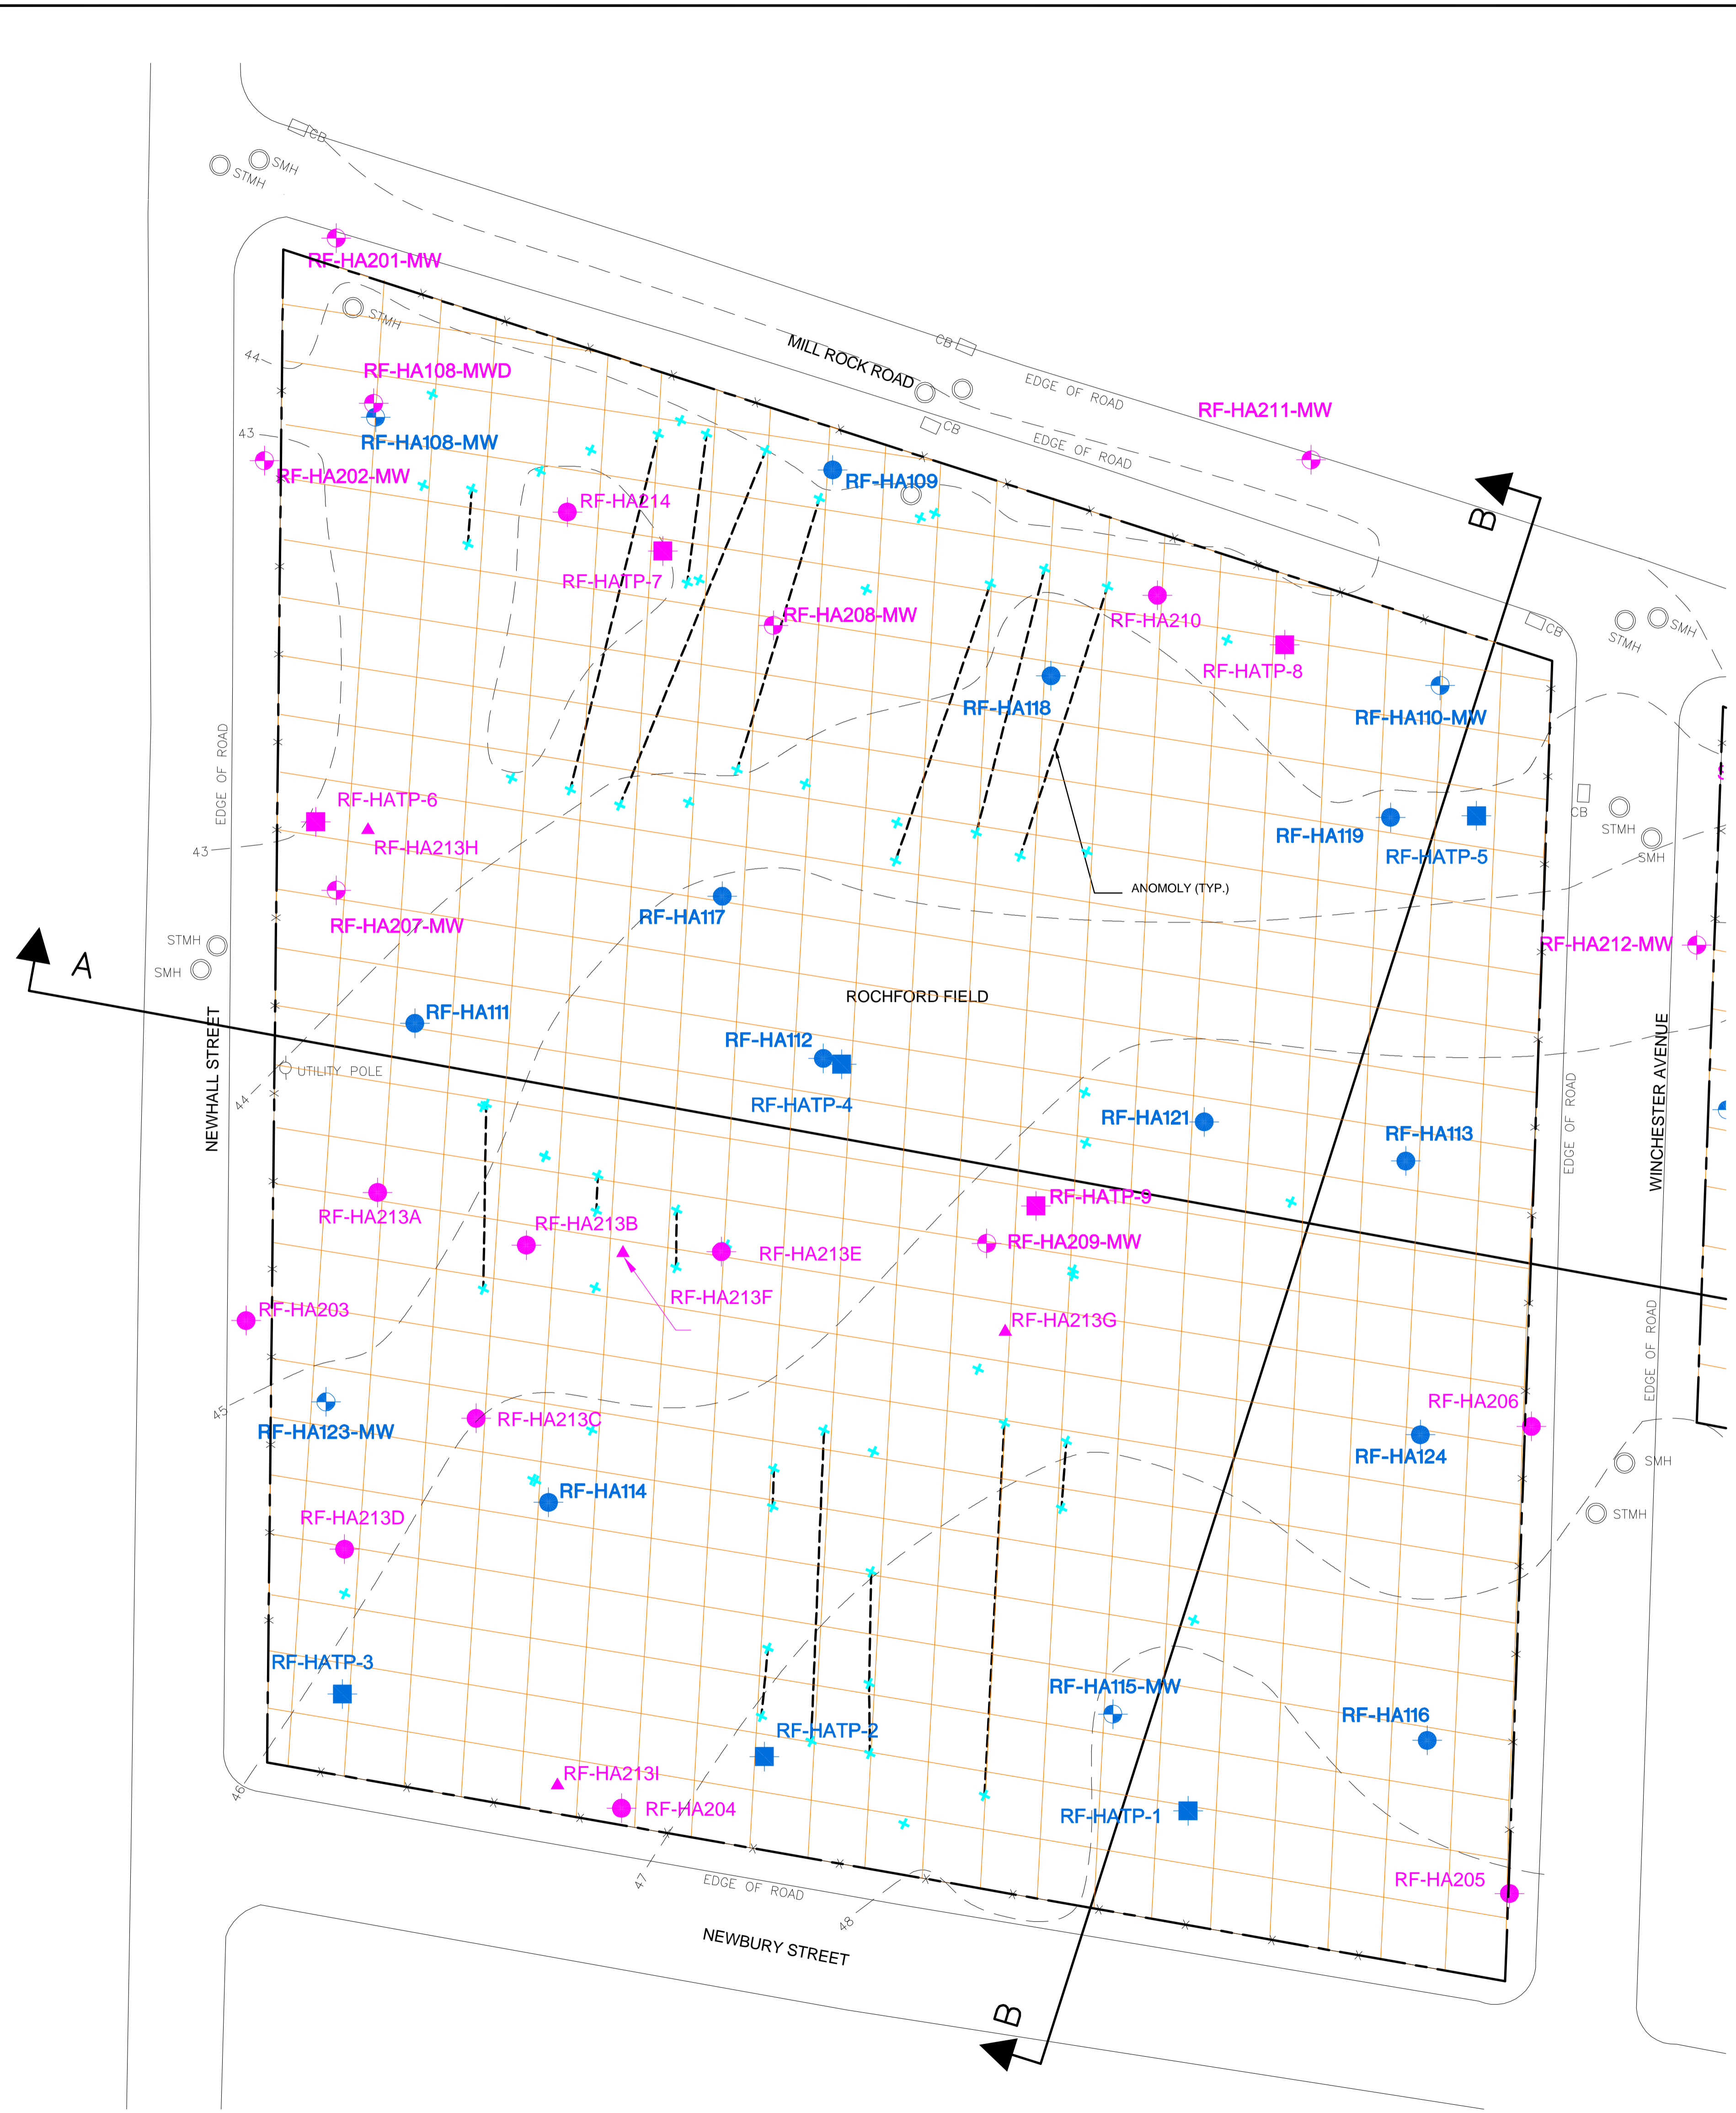 CB
SMH
STMH
RF-HA201-MW
STMH
44
MILL ROCK ROAD
CB
EDGE OF ROAD
RF-HA108-MWD
RF-HA211-MW
CB
43
RF-HA108-MW
EDGE OF ROAD
RF-HA202-MW
RF-HA109
RF-HA214
B
RF-HATP-7
RF-HA208-MW
RF-HA210
CB
SMH
STMH
RF-HATP-8
RF-HA118
RF-HA110-MW
EDGE OF ROAD
RF-HATP-6
CB
STMH
RF-HA119
43
RF-HA213H
RF-HATP-5
SMH
ANOMOLY (TYP.)
RF-HA117
RF-HA207-MW
STMH
RF-HA212-MW
SMH
A
ROCHFORD FIELD
RF-HA111
RF-HA112
NEWHALL STREET
UTILITY POLE
WINCHESTER AVENUE
44
RF-HATP-4
RF-HA121
EDGE OF ROAD
RF-HA113
RF-HATP-9
RF-HA213A
RF-HA213B
RF-HA209-MW
RF-HA213E
RF-HA213F
RF-HA203
RF-HA213G
EDGE OF ROAD
RF-HA206
45
RF-HA213C
RF-HA123-MW
RF-HA124
SMH
RF-HA114
RF-HA213D
STMH
RF-HATP-3
RF-HA115-MW
RF-HA116
RF-HATP-2
RF-HA213I
46
RF-HA204
RF-HATP-1
47
EDGE OF ROAD
RF-HA205
48
NEWBURY STREET
B